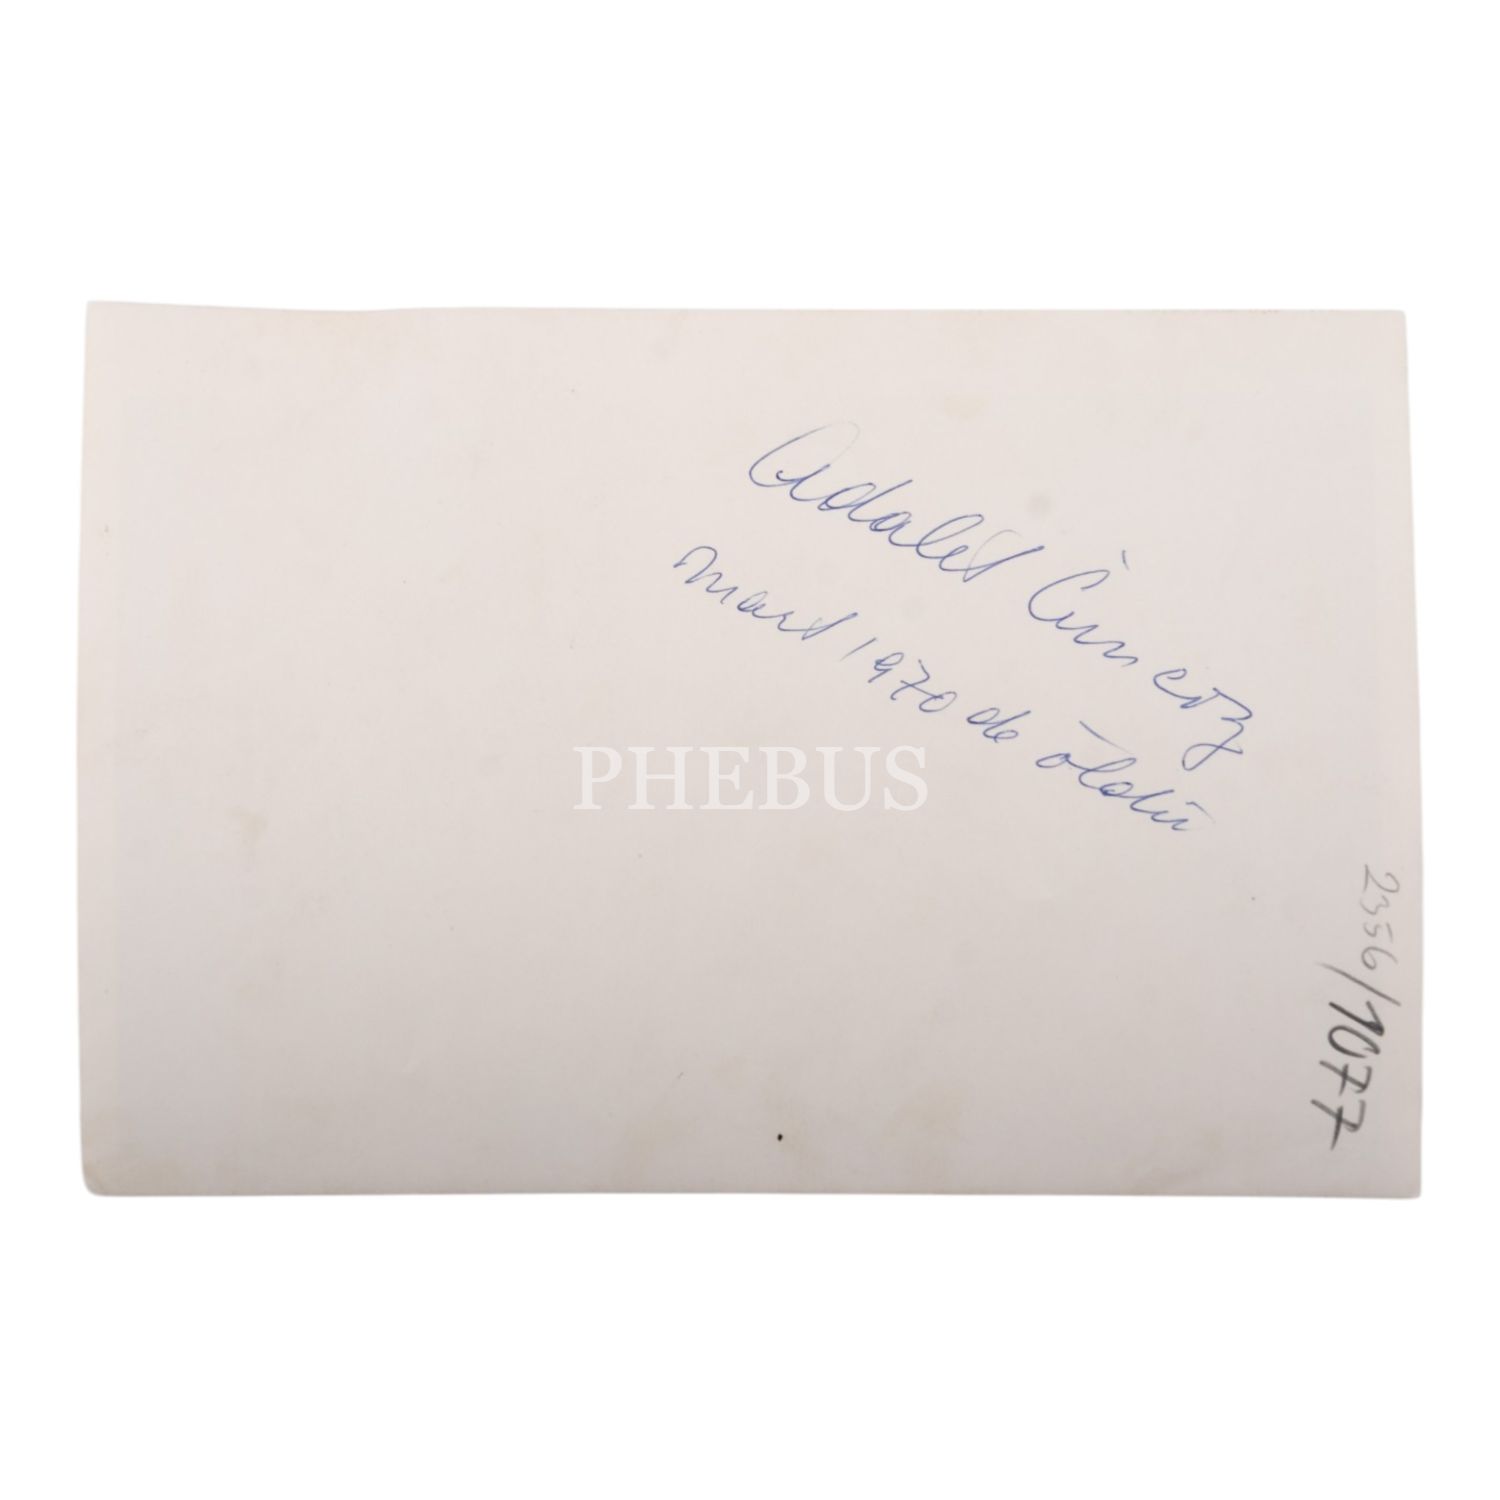 Adalet Cimcoz
mart 1970 de öldü
PHEBUS
2356/1077